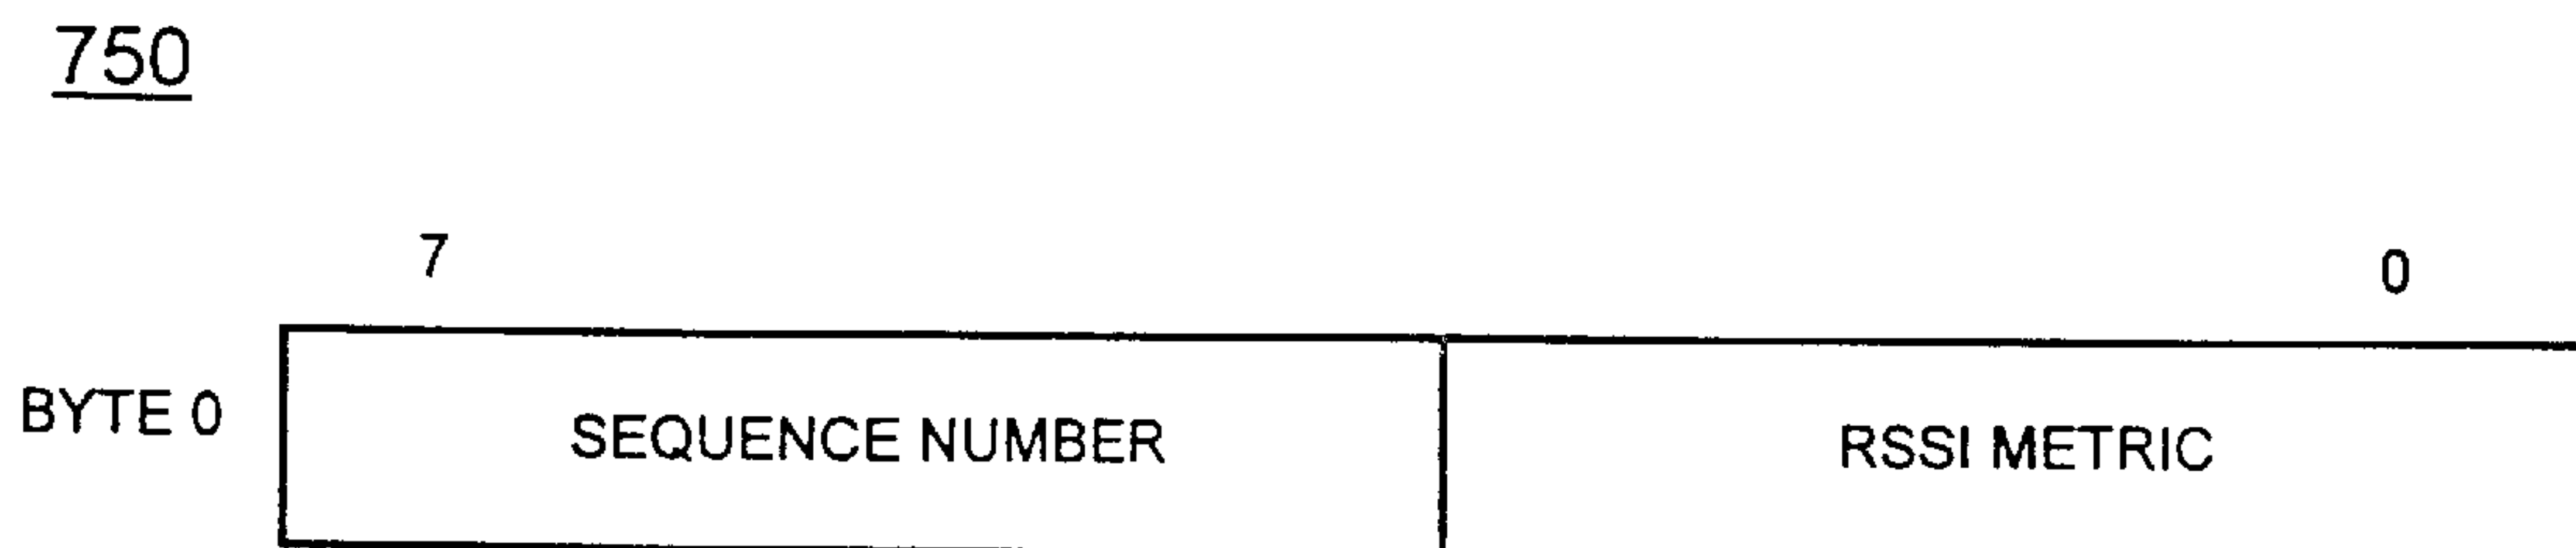 750
7 0
BYTE 0 SEQUENCE NUMBER RSSI METRIC